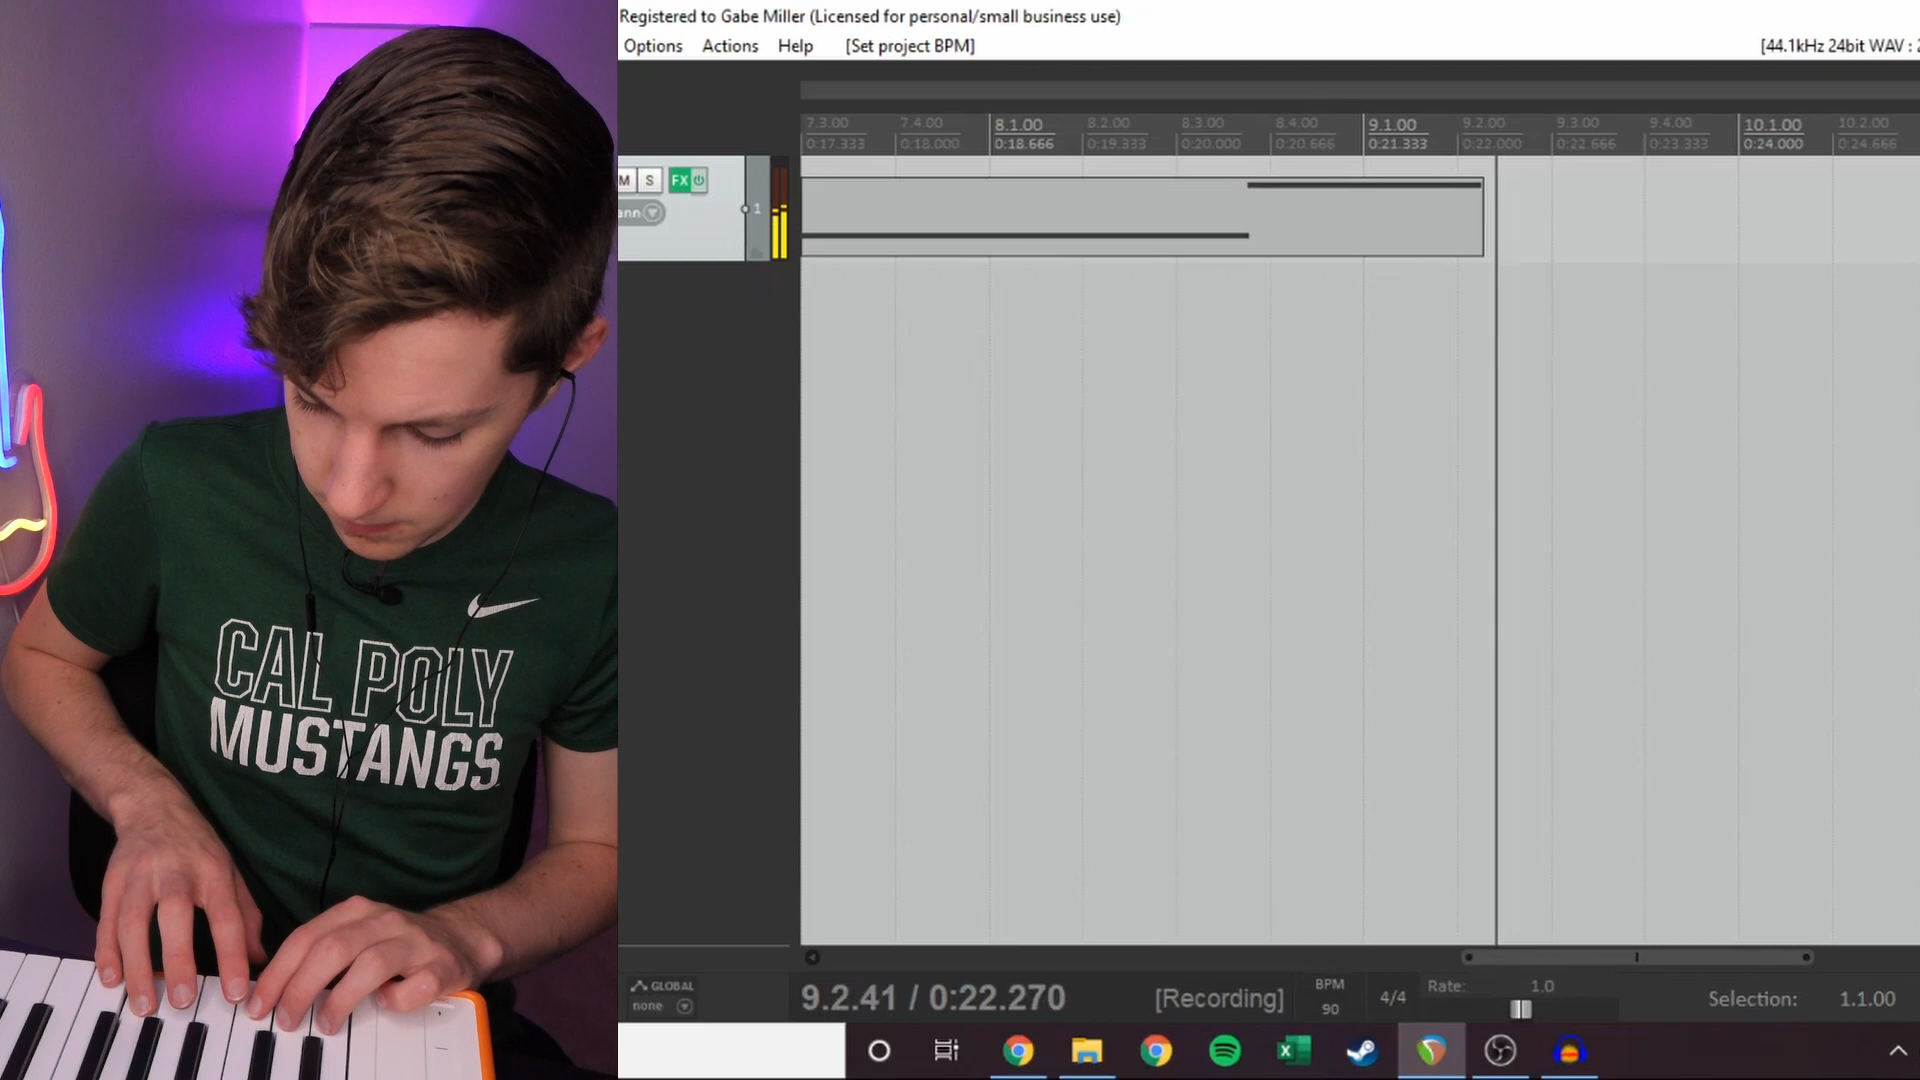 Registered to Gabe Miller (Licensed for personal/small business use)
Options Actions Help [Set project BPM]
[44.1kHz 24bit WAV :
7.3.00 7.4.00 8.1.00 8.2.00 8.3.00 8.4.00 9.1.00 9.2.00 9.3.00 9.4.00 10.1.00 10.2.00
0:17.333 0:18.000 0:18.666 0:19.333 0:20.000 0:20.666 0:21.333 0:22.000 0:22.666 0:23.333 0:24.000 0:24.666
M S FX
1
CAL POLY
MUSTANGS
GLOBAL
none
9.2.41 / 0:22.270
[Recording]
BPM
90
4/4
Rate: 1.0
Selection: 1.1.00